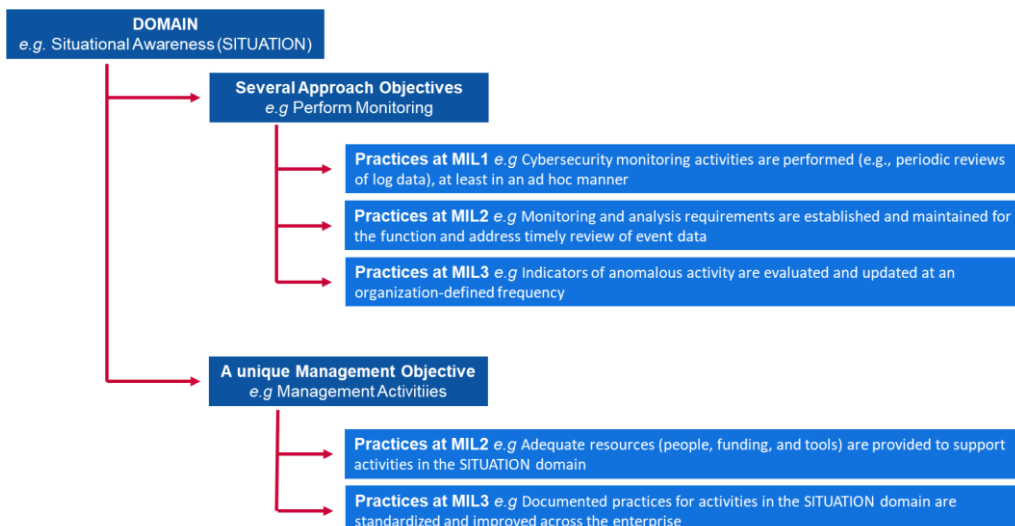 DOMAIN
e.g. Situational Awareness (SITUATION)
Several Approach Objectives
e.g Perform Monitoring
Practices at MIL1 e.g Cybersecurity monitoring activities are performed (e.g., periodic reviews
of log data), at least in an ad hoc manner
Practices at MIL2 e.g Monitoring and analysis requirements are established and maintained for
the function and address timely review of event data
Practices at MIL3 e.g Indicators of anomalous activity are evaluated and updated at an
organization-defined frequency
A unique Management Objective
e.g Management Activitiies
Practices at MIL2 e.g Adequate resources (people, funding, and tools) are provided to support
activities in the SITUATION domain
Practices at MIL3 e.g Documented practices for activities in the SITUATION domain are
standardized and improved across the enterprise